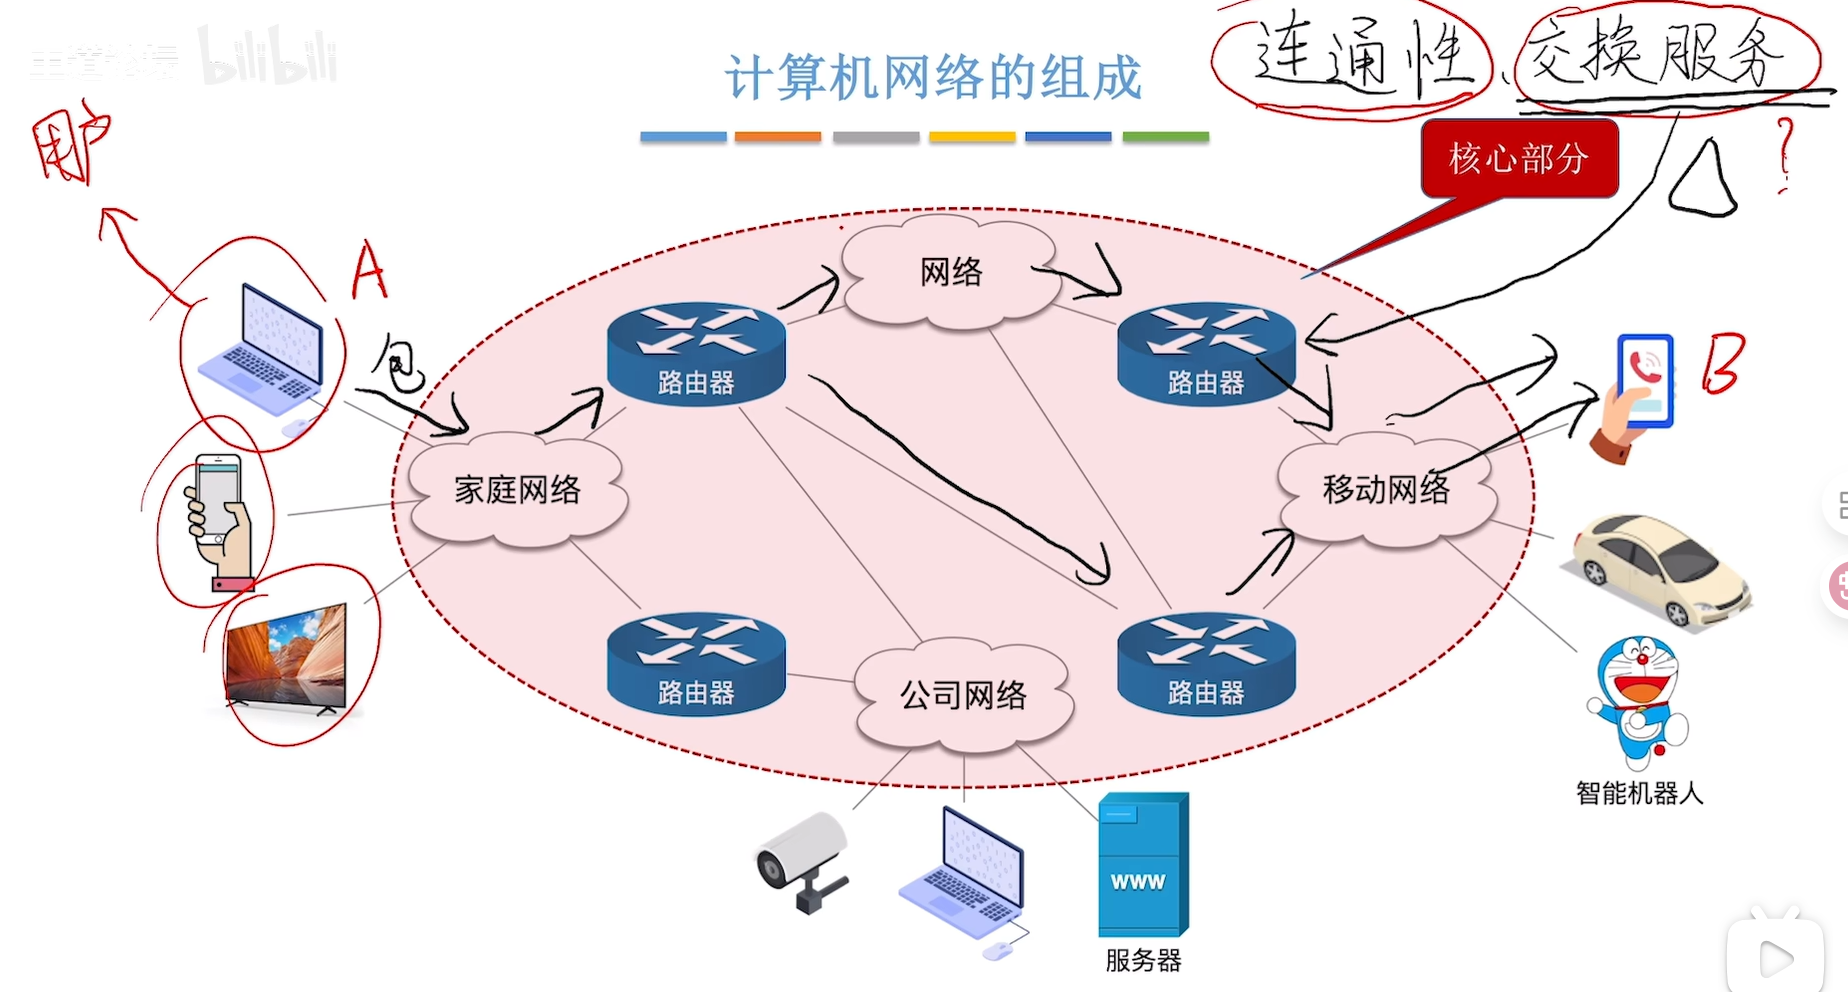 王道论坛 bilibili
计算机网络的组成
连通性、交换服务
?
核心部分
用户
A
包
网络
路由器
路由器
B
家庭网络
移动网络
路由器
公司网络
路由器
智能机器人
WWW
服务器